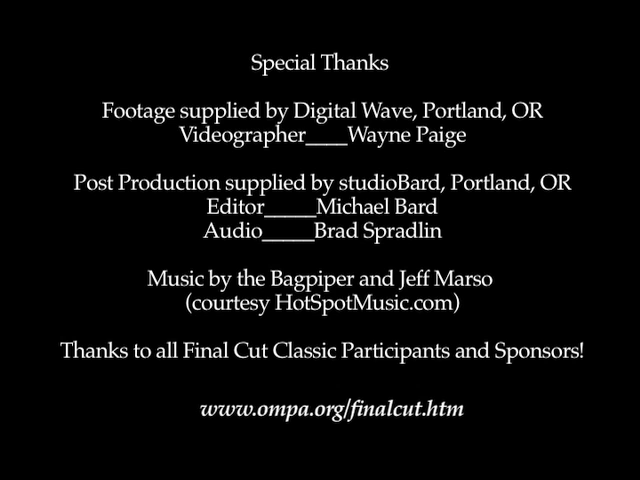 Special Thanks
Footage supplied by Digital Wave, Portland, OR
Videographer____Wayne Paige
Post Production supplied by studioBard, Portland, OR
Editor_____Michael Bard
Audio_____Brad Spradlin
Music by the Bagpiper and Jeff Marso
(courtesy HotSpotMusic.com)
Thanks to all Final Cut Classic Participants and Sponsors!
www.ompa.org/finalcut.htm